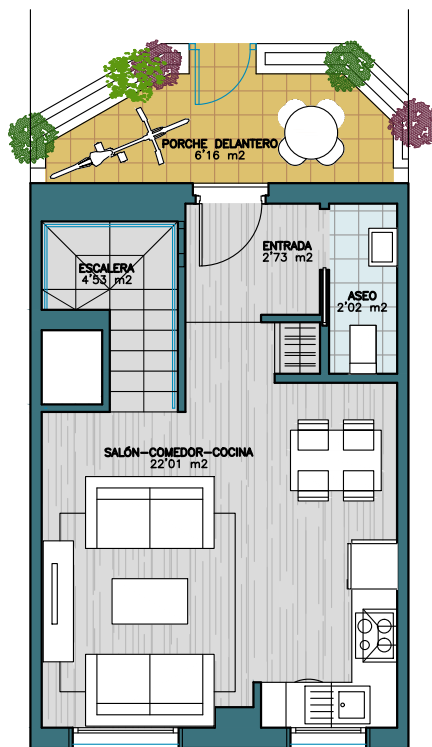 PORCHE DELANTERO
6'16 m2
ENTRADA
2'73 m2
ESCALERA
4'53 m2
ASEO
2'02 m2
SALÓN-COMEDOR-COCINA
22'01 m2